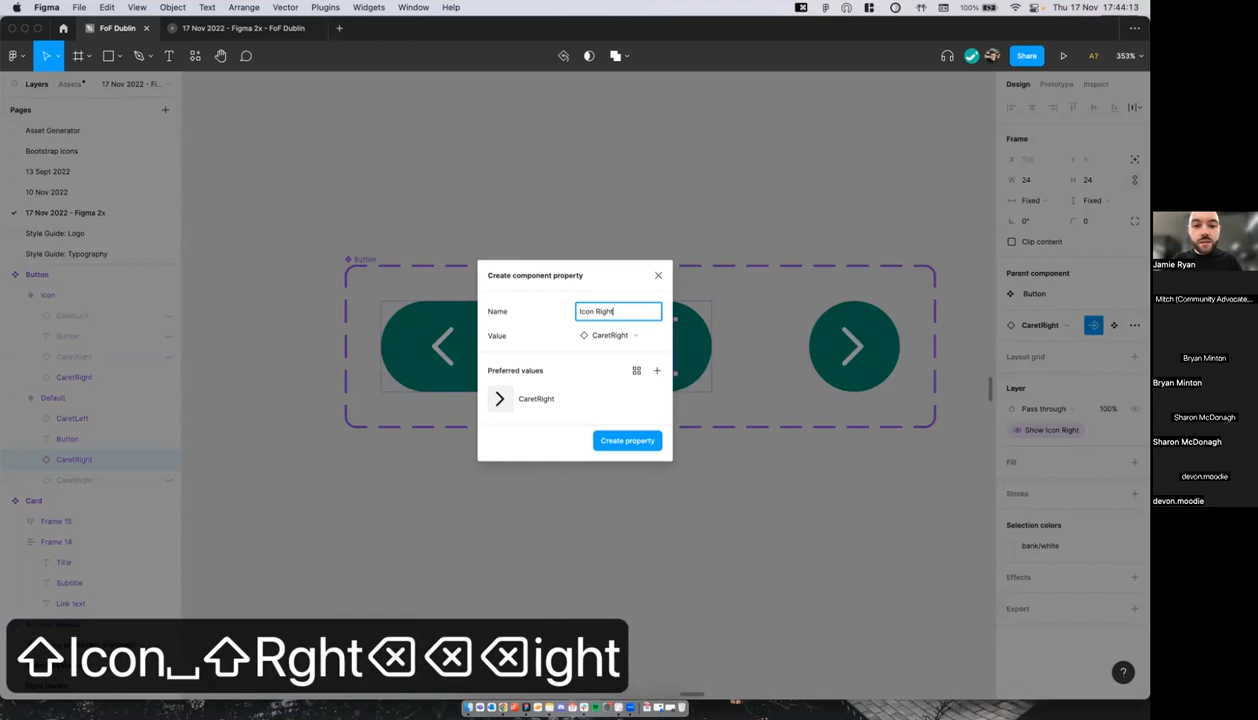 Figma File Edit View Object Text Arrange Vector Plugins Widgets Window Help 100% Thu 17 Nov 17:44:13
FoF Dublin 17 Nov 2022 - Figma 2x - FoF Dublin
Share A? 353%
Layers Assets 17 Nov 2022 - Fi...
Design Prototype Inspect
Pages
Asset Generator
Bootstrap icons
13 Sept 2022
10 Nov 2022
17 Nov 2022 - Figma 2x
Style Guide: Logo
Style Guide: Typography
Button
Icon
CaretLeft
Button
CaretRight
CaretRight
Default
CaretLeft
Button
CaretRight
CaretRight
Card
Frame 15
Frame 14
Title
Subtitle
Link text
Button
Create component property
Name Icon Right
Value CaretRight
Preferred values
CaretRight
Create property
Frame
X Y
W 24 H 24
Fixed Fixed
0° 0
Clip content
Parent component
Button
CaretRight
Layout grid
Layer
Pass through 100%
Show Icon Right
Fill
Stroke
Selection colors
bank/white
Effects
Export
?
⇧Icon⎵⇧Rght⌫⌫⌫ight
Jamie Ryan
Mitch (Community Advocate,...
Bryan Minton
Bryan Minton
Sharon McDonagh
Sharon McDonagh
devon.moodie
devon.moodie